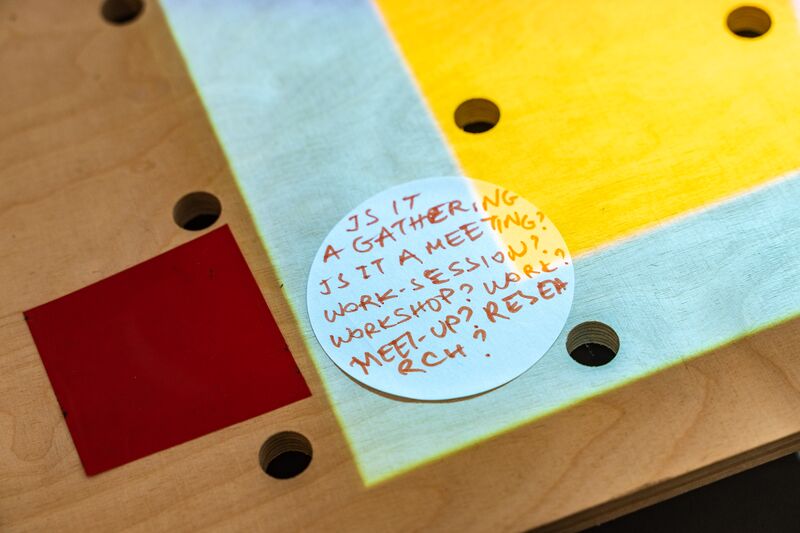 IS IT
A GATHERING
IS IT A MEETING?
WORK-SESSION?
WORKSHOP? WORK?
MEET-UP? RESEA
RCH?